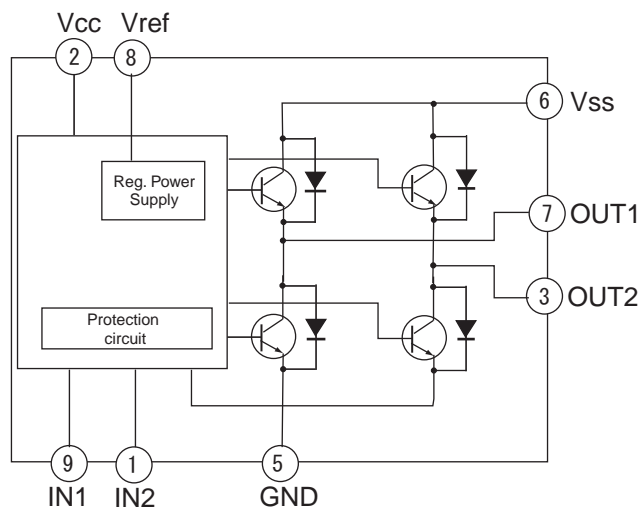 Vcc Vref
2 8
6 Vss
Reg. Power
Supply
7 OUT1
3 OUT2
Protection
circuit
9 1 5
IN1 IN2 GND